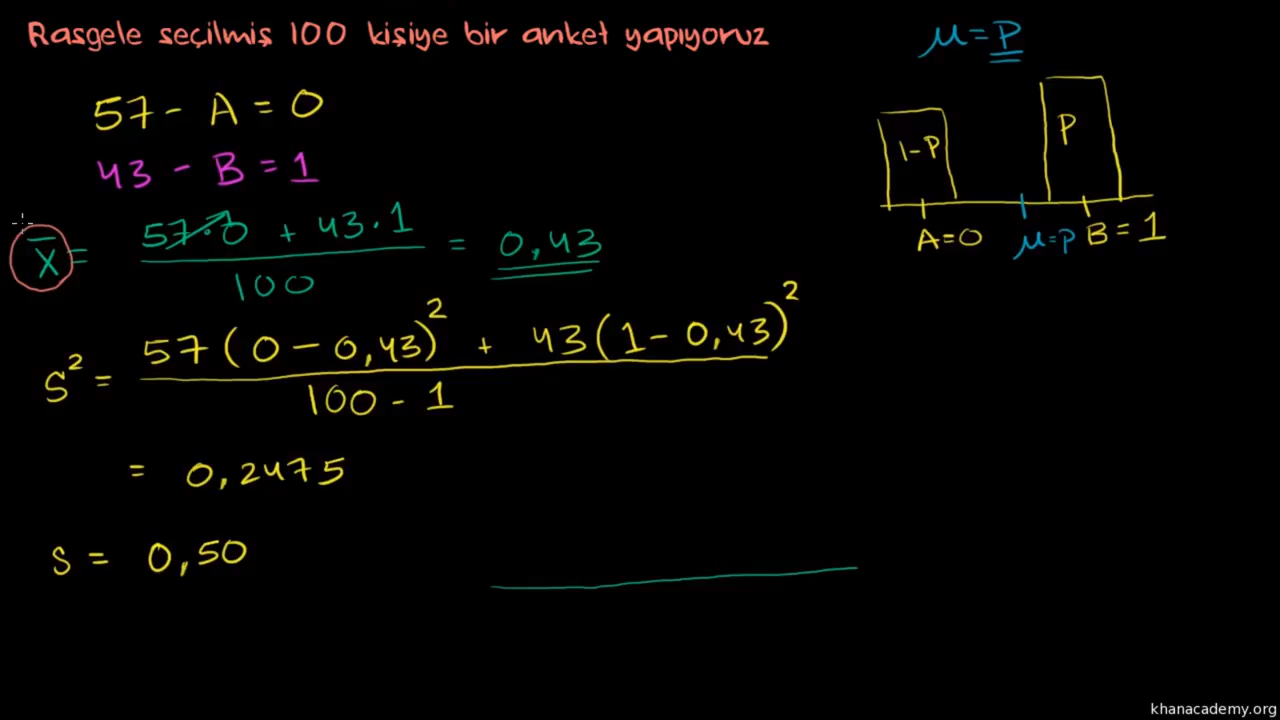 Rasgele seçilmiş 100 kişiye bir anket yapıyoruz
μ = P
57 - A = 0
43 - B = 1
1-P
P
A=0
μ=p
B = 1
X̄ = (57·0 + 43·1) / 100 = 0,43
S² = (57(0 - 0,43)² + 43(1 - 0,43)²) / (100 - 1)
= 0,2475
S = 0,50
khanacademy.org